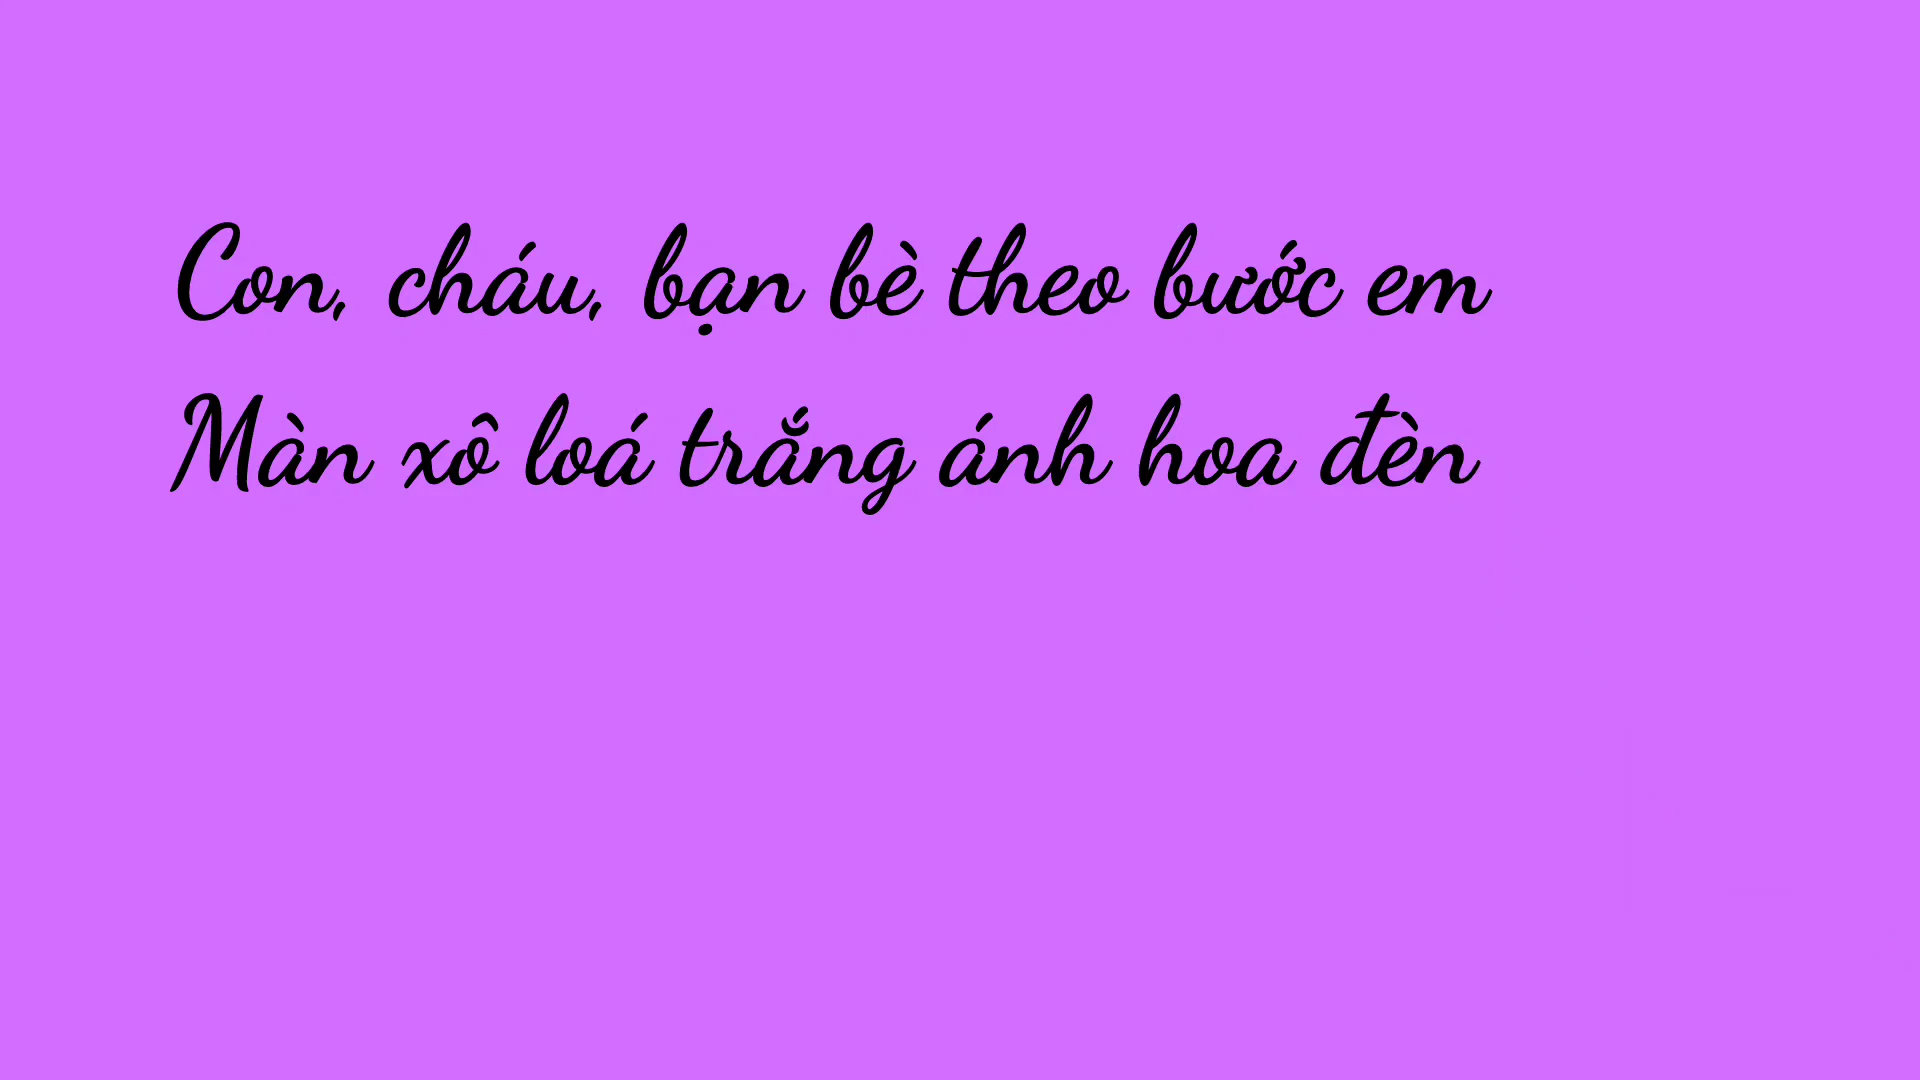 Con, cháu, bạn bè theo bước em
Màn xô loá trắng ánh hoa đèn